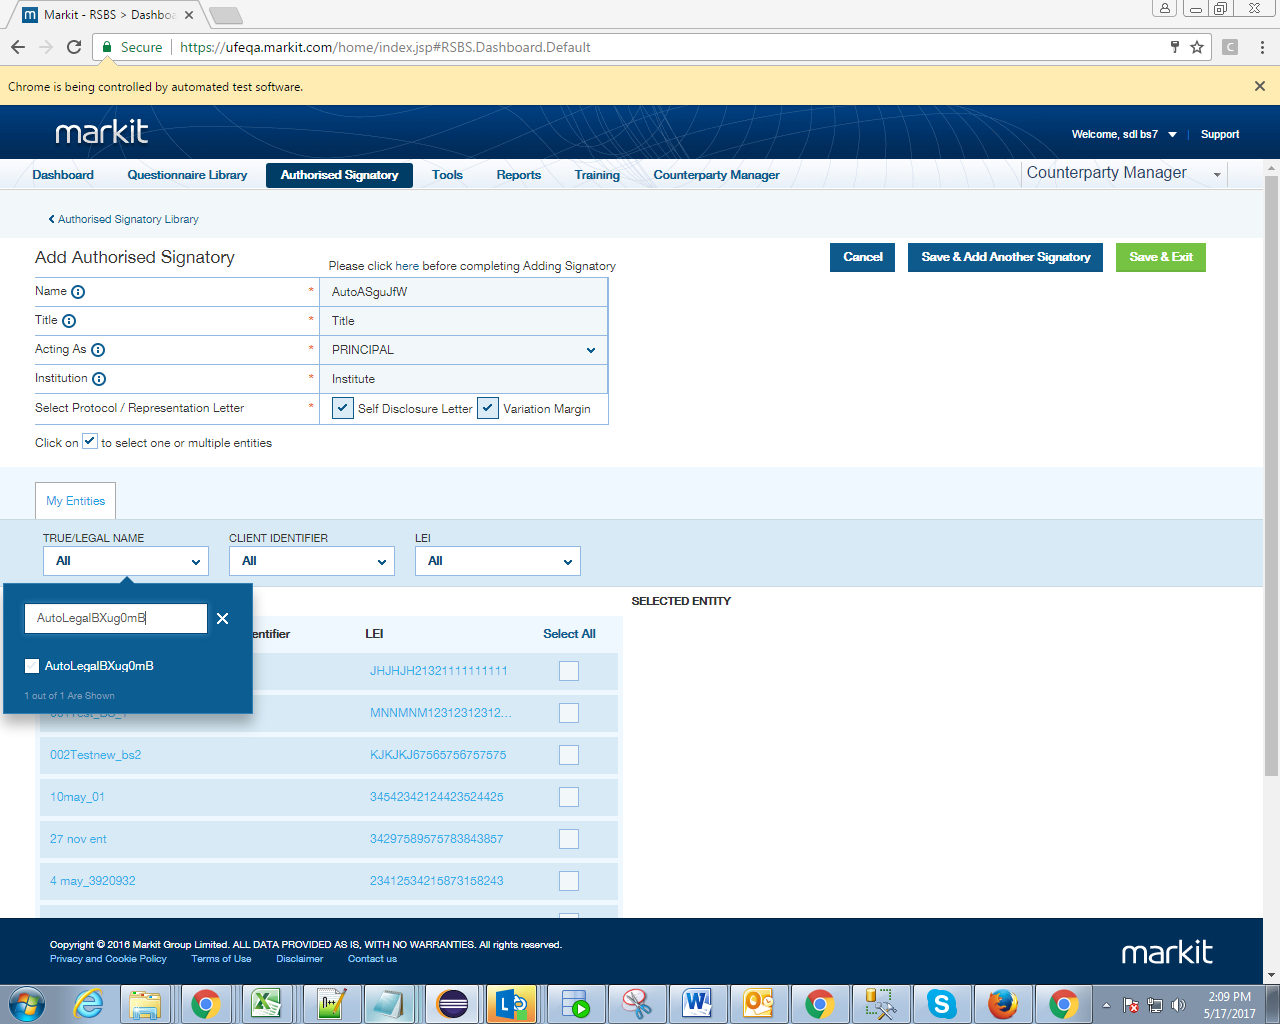 Markit - RSBS > Dashboa
Secure https://ufeqa.markit.com/home/index.jsp#RSBS.Dashboard.Default
C
Chrome is being controlled by automated test software.
markit
Welcome, sdl bs7 Support
Dashboard Questionnaire Library Authorised Signatory Tools Reports Training Counterparty Manager Counterparty Manager
Authorised Signatory Library
Add Authorised Signatory
Please click here before completing Adding Signatory
Cancel Save & Add Another Signatory Save & Exit
Name * AutoASguJfW
Title * Title
Acting As * PRINCIPAL
Institution * Institute
Select Protocol / Representation Letter * Self Disclosure Letter Variation Margin
Click on to select one or multiple entities
My Entities
TRUE/LEGAL NAME CLIENT IDENTIFIER LEI
All All All
SELECTED ENTITY
AutoLegalBXug0mB
entifier LEI Select All
AutoLegalBXug0mB
JHJHJH21321111111111
1 out of 1 Are Shown
MNNMNM12312312312...
002Testnew_bs2 KJKJKJ67565756757575
10may_01 34542342124423524425
27 nov ent 34297589575783843857
4 may_3920932 23412534215873158243
Copyright © 2016 Markit Group Limited. ALL DATA PROVIDED AS IS, WITH NO WARRANTIES. All rights reserved.
Privacy and Cookie Policy Terms of Use Disclaimer Contact us
markit
2:09 PM
5/17/2017